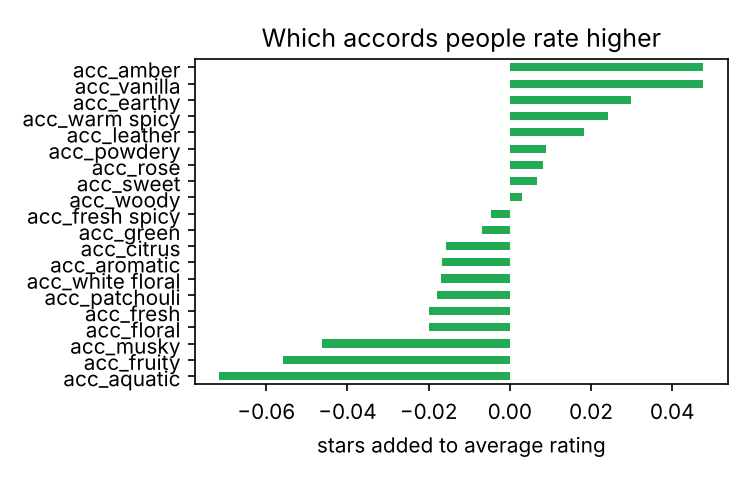 Which accords people rate higher
acc_amber
acc_vanilla
acc_earthy
acc_warm spicy
acc_leather
acc_powdery
acc_rose
acc_sweet
acc_woody
acc_fresh spicy
acc_green
acc_citrus
acc_aromatic
acc_white floral
acc_patchouli
acc_fresh
acc_floral
acc_musky
acc_fruity
acc_aquatic
−0.06 −0.04 −0.02 0.00 0.02 0.04
stars added to average rating